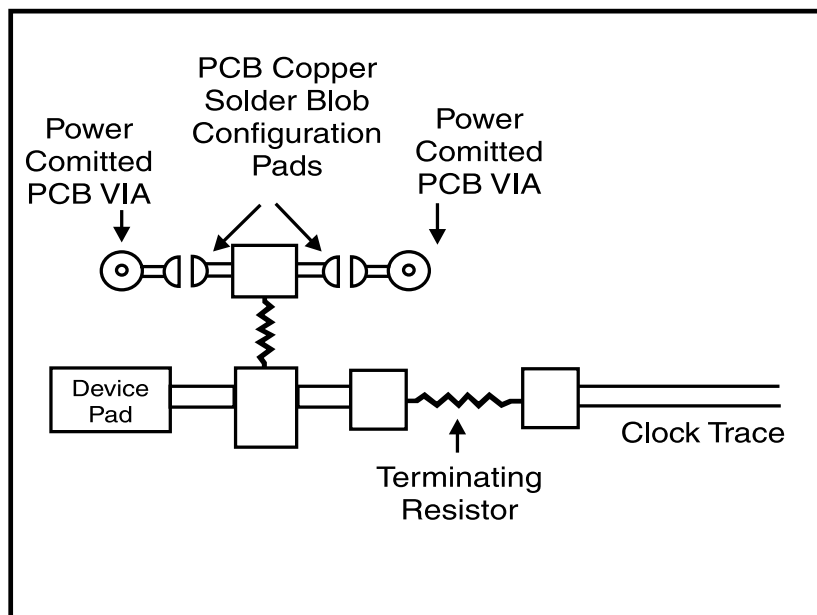 PCB Copper
Solder Blob
Configuration
Pads
Power
Comitted
PCB VIA
Power
Comitted
PCB VIA
Device
Pad
Clock Trace
Terminating
Resistor